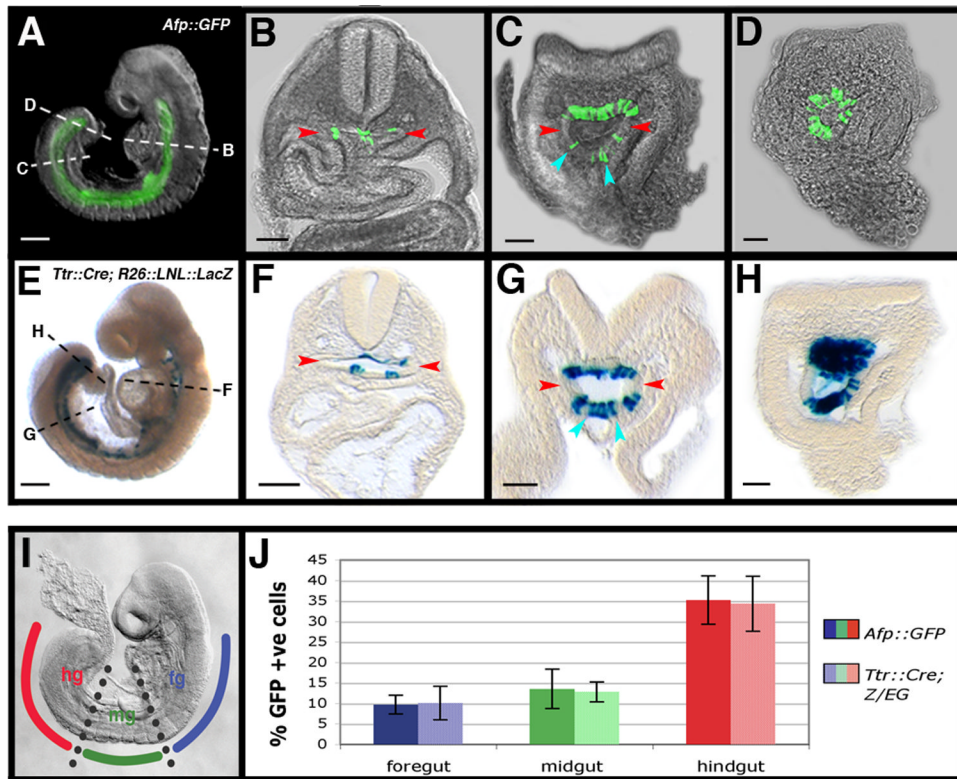 A
Afp::GFP
D
C
B
B
C
D
E
Ttr::Cre; R26::LNL::LacZ
H
F
G
F
G
H
I
hg
fg
mg
J
% GFP +ve cells
45
40
35
30
25
20
15
10
5
0
foregut
midgut
hindgut
Afp::GFP
Ttr::Cre;
Z/EG